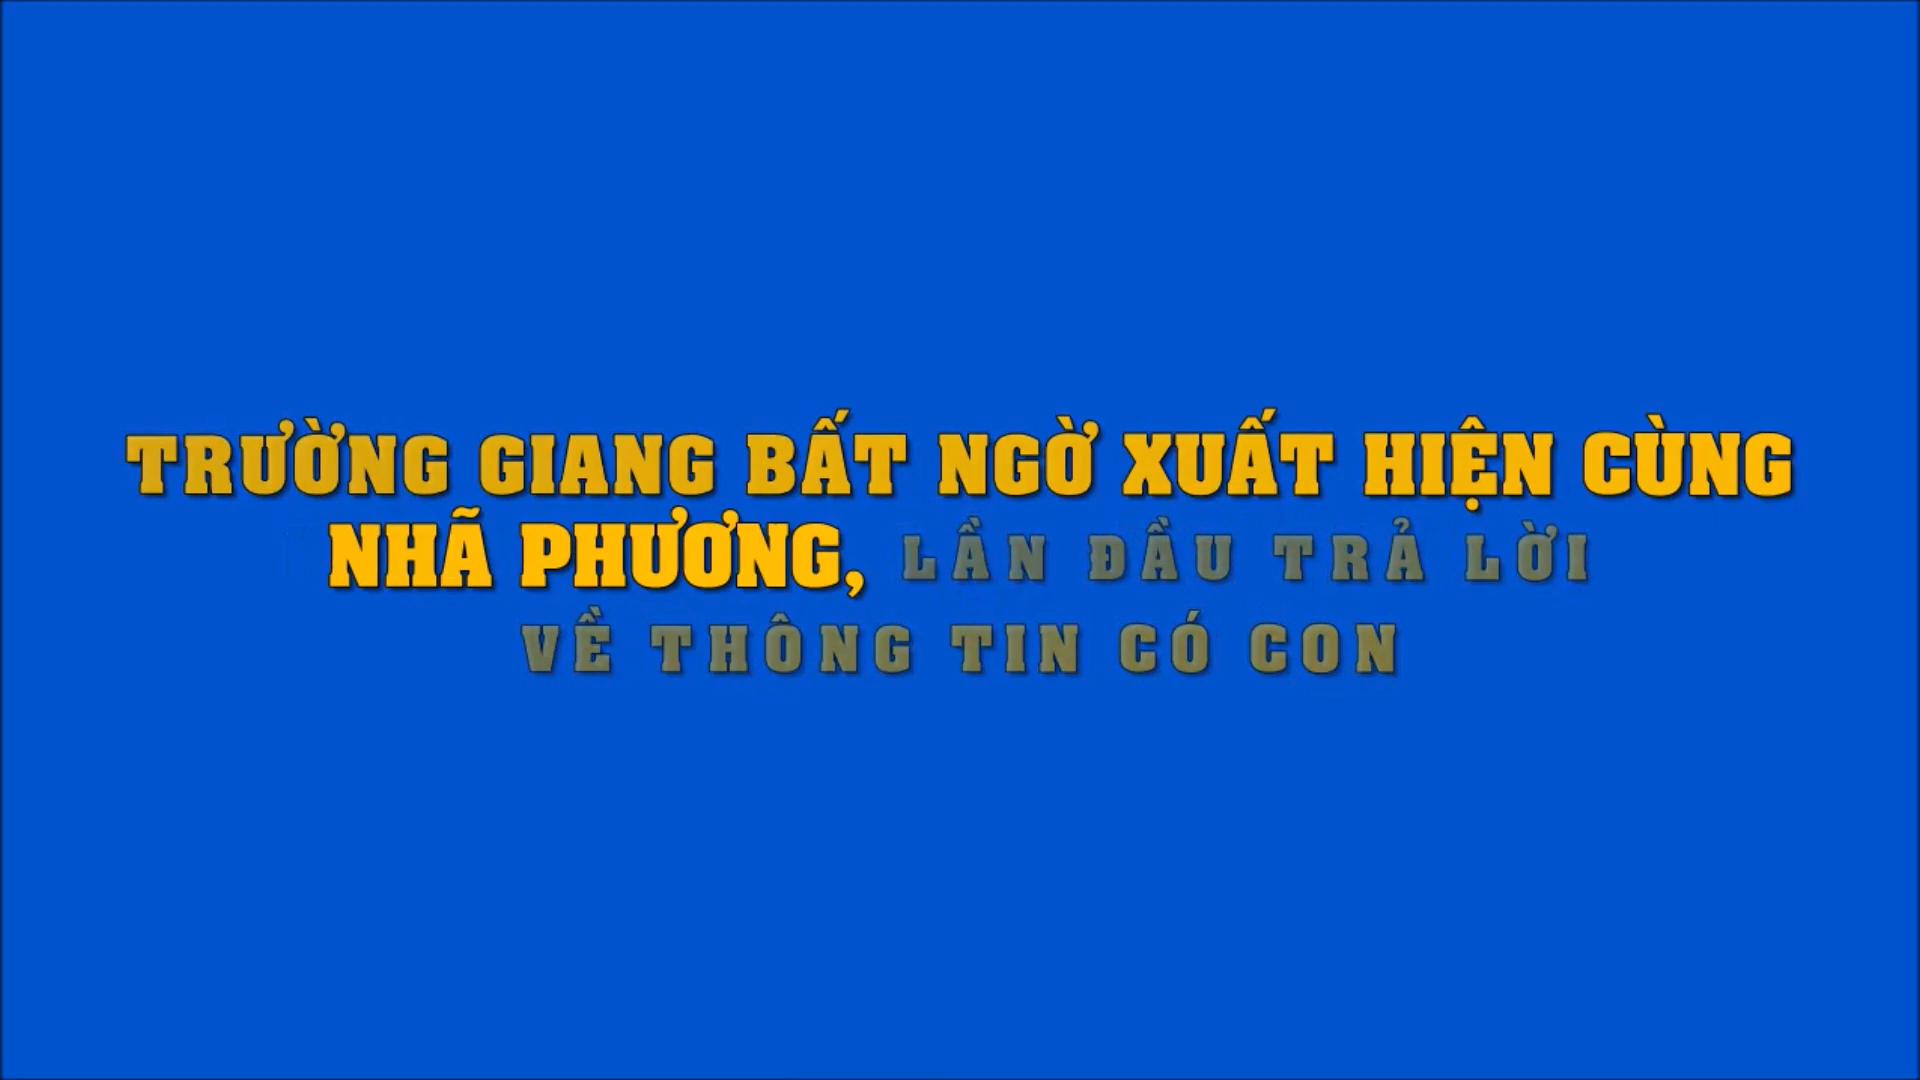 TRƯỜNG GIANG BẤT NGỜ XUẤT HIỆN CÙNG
NHÃ PHƯƠNG, LẦN ĐẦU TRẢ LỜI
VỀ THÔNG TIN CÓ CON